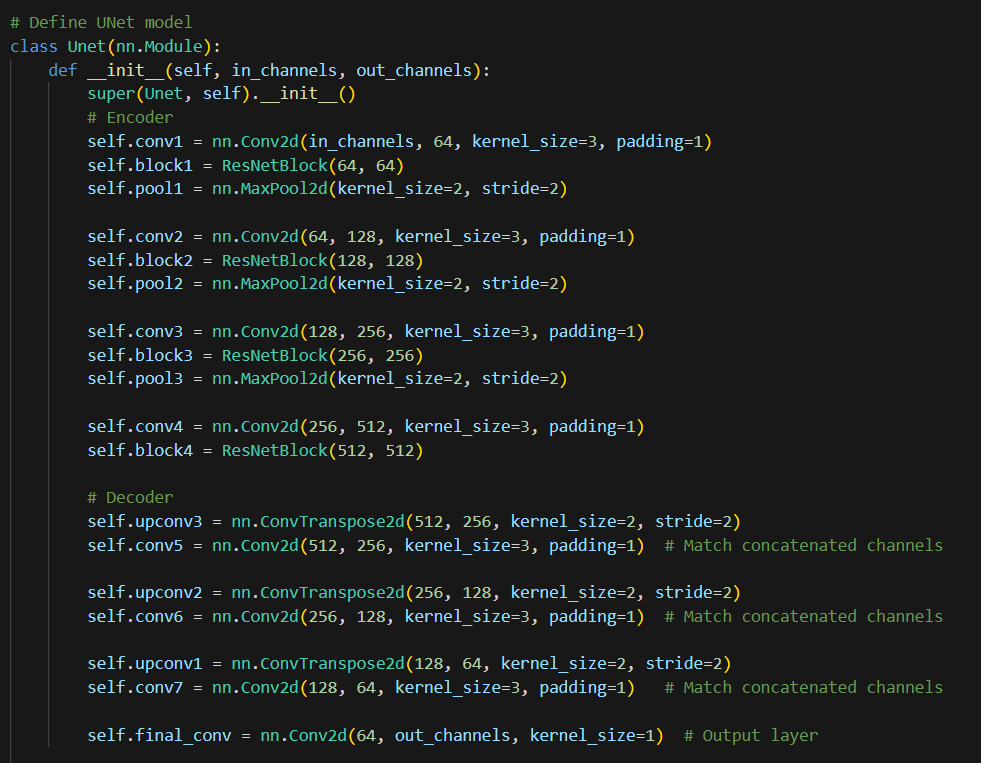 # Define UNet model
class Unet(nn.Module):
    def __init__(self, in_channels, out_channels):
        super(Unet, self).__init__()
        # Encoder
        self.conv1 = nn.Conv2d(in_channels, 64, kernel_size=3, padding=1)
        self.block1 = ResNetBlock(64, 64)
        self.pool1 = nn.MaxPool2d(kernel_size=2, stride=2)

        self.conv2 = nn.Conv2d(64, 128, kernel_size=3, padding=1)
        self.block2 = ResNetBlock(128, 128)
        self.pool2 = nn.MaxPool2d(kernel_size=2, stride=2)

        self.conv3 = nn.Conv2d(128, 256, kernel_size=3, padding=1)
        self.block3 = ResNetBlock(256, 256)
        self.pool3 = nn.MaxPool2d(kernel_size=2, stride=2)

        self.conv4 = nn.Conv2d(256, 512, kernel_size=3, padding=1)
        self.block4 = ResNetBlock(512, 512)

        # Decoder
        self.upconv3 = nn.ConvTranspose2d(512, 256, kernel_size=2, stride=2)
        self.conv5 = nn.Conv2d(512, 256, kernel_size=3, padding=1)  # Match concatenated channels

        self.upconv2 = nn.ConvTranspose2d(256, 128, kernel_size=2, stride=2)
        self.conv6 = nn.Conv2d(256, 128, kernel_size=3, padding=1)  # Match concatenated channels

        self.upconv1 = nn.ConvTranspose2d(128, 64, kernel_size=2, stride=2)
        self.conv7 = nn.Conv2d(128, 64, kernel_size=3, padding=1)   # Match concatenated channels

        self.final_conv = nn.Conv2d(64, out_channels, kernel_size=1)  # Output layer